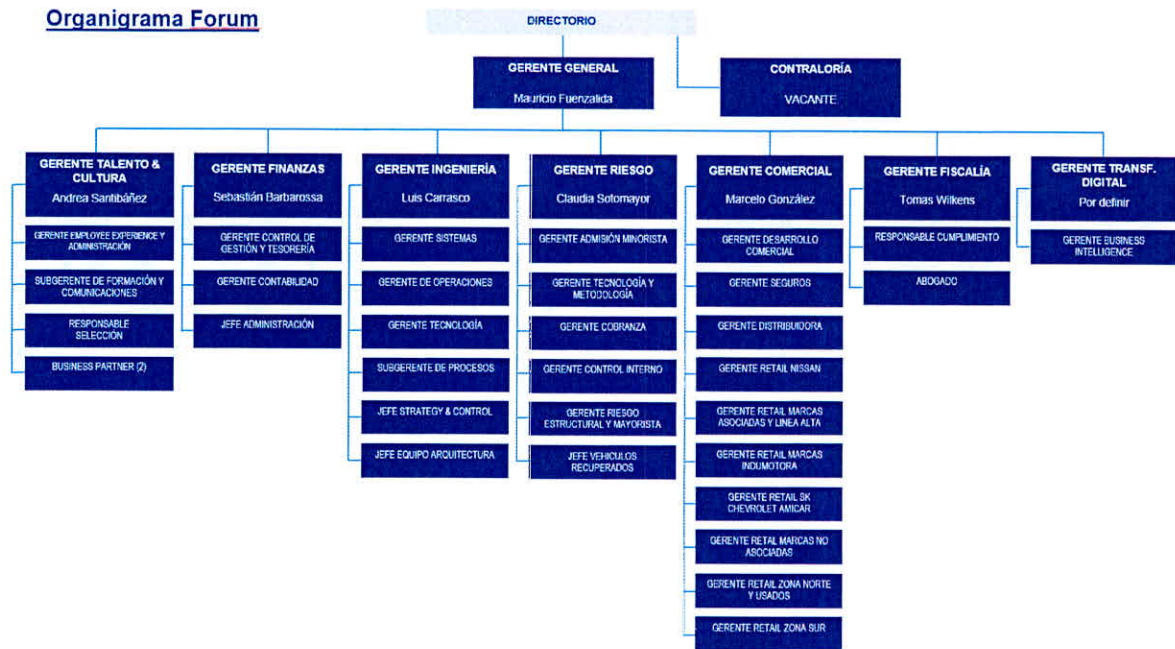 Organigrama Forum
DIRECTORIO
GERENTE GENERAL
Mauricio Fuenzalida
CONTRALORÍA
VACANTE
GERENTE TALENTO &
CULTURA
Andrea Santibáñez
GERENTE EMPLOYEE EXPERIENCE Y
ADMINISTRACIÓN
SUBGERENTE DE FORMACIÓN Y
COMUNICACIONES
RESPONSABLE
SELECCIÓN
BUSINESS PARTNER (2)
GERENTE FINANZAS
Sebastián Barbarossa
GERENTE CONTROL DE
GESTIÓN Y TESORERÍA
GERENTE CONTABILIDAD
JEFE ADMINISTRACIÓN
GERENTE INGENIERÍA
Luis Carrasco
GERENTE SISTEMAS
GERENTE DE OPERACIONES
GERENTE TECNOLOGÍA
SUBGERENTE DE PROCESOS
JEFE STRATEGY & CONTROL
JEFE EQUIPO ARQUITECTURA
GERENTE RIESGO
Claudia Sotomayor
GERENTE ADMISIÓN MINORISTA
GERENTE TECNOLOGÍA Y
METODOLOGÍA
GERENTE COBRANZA
GERENTE CONTROL INTERNO
GERENTE RIESGO
ESTRUCTURAL Y MAYORISTA
JEFE VEHICULOS
RECUPERADOS
GERENTE COMERCIAL
Marcelo González
GERENTE DESARROLLO
COMERCIAL
GERENTE SEGUROS
GERENTE DISTRIBUIDORA
GERENTE RETAIL NISSAN
GERENTE RETAIL MARCAS
ASOCIADAS Y LINEA ALTA
GERENTE RETAIL MARCAS
INDUMOTORA
GERENTE RETAIL SK
CHEVROLET AMICAR
GERENTE RETAL MARCAS NO
ASOCIADAS
GERENTE RETAIL ZONA NORTE
Y USADOS
GERENTE RETAIL ZONA SUR
GERENTE FISCALÍA
Tomas Wilkens
RESPONSABLE CUMPLIMIENTO
ABOGADO
GERENTE TRANSF.
DIGITAL
Por definir
GERENTE BUSINESS
INTELLIGENCE